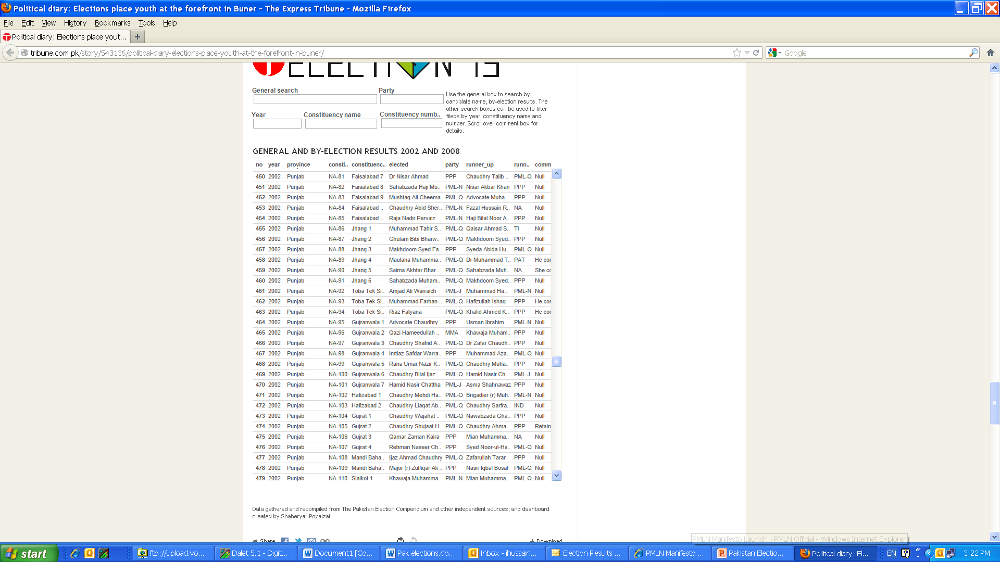 Political diary: Elections place youth at the forefront in Buner - The Express Tribune - Mozilla Firefox
File Edit View History Bookmarks Tools Help
Political diary: Elections place yout...
tribune.com.pk/story/543136/political-diary-elections-place-youth-at-the-forefront-in-buner/ Google
General search Party
Use the general box to search by
candidate name, by-election results. The
other search boxes can be used to filter
fileds by year, constituency name and
number. Scroll over comment box for
details.
Year Constituency name Constituency numb..
GENERAL AND BY-ELECTION RESULTS 2002 AND 2008
no year province consti.. constituenc.. elected party runner_up runn.. comm
450 2002 Punjab NA-81 Faisalabad 7 Dr Nisar Ahmad PPP Chaudhry Talib .. PML-Q Null
451 2002 Punjab NA-82 Faisalabad 8 Sahabzada Haji Mu.. PML-N Nisar Akbar Khan PPP Null
452 2002 Punjab NA-83 Faisalabad 9 Mushtaq Ali Cheema PML-Q Advocate Muha.. PPP Null
453 2002 Punjab NA-84 Faisalabad .. Chaudhry Abid Sher.. PML-N Fazal Hussain R.. NA Null
454 2002 Punjab NA-85 Faisalabad .. Raja Nadir Pervaiz PML-N Haji Bilal Noor A.. PPP Null
455 2002 Punjab NA-86 Jhang 1 Muhammad Tahir S.. PML-Q Qaisar Ahmad S.. TI Null
456 2002 Punjab NA-87 Jhang 2 Ghulam Bibi Bharw.. PML-Q Makhdoom Syed.. PPP Null
457 2002 Punjab NA-88 Jhang 3 Makhdoom Syed Fa.. PPP Syeda Abida Hu.. PML-Q Null
458 2002 Punjab NA-89 Jhang 4 Maulana Muhamma.. PML-Q Dr Muhammad T.. PAT He cor
459 2002 Punjab NA-90 Jhang 5 Saima Akhtar Bhar.. PML-Q Sahabzada Muh.. NA She cc
460 2002 Punjab NA-91 Jhang 6 Sahabzada Muham.. PML-Q Makhdoom Syed.. PPP Null
461 2002 Punjab NA-92 Toba Tek Si.. Amjad Ali Warraich PML-J Muhammad Ha.. PML-N Null
462 2002 Punjab NA-93 Toba Tek Si.. Muhammad Farhan .. PML-Q Hafizullah Ishaq PPP He cor
463 2002 Punjab NA-94 Toba Tek Si.. Riaz Fatyana PML-Q Khalid Ahmed K.. PPP He cor
464 2002 Punjab NA-95 Gujranwala 1 Advocate Chaudhry .. PPP Usman Ibrahim PML-N Null
465 2002 Punjab NA-96 Gujranwala 2 Qazi Hameedullah .. MMA Khawaja Muham.. PPP Null
466 2002 Punjab NA-97 Gujranwala 3 Chaudhry Shahid A.. PML-Q Dr Zafar Chaudh.. PPP Null
467 2002 Punjab NA-98 Gujranwala 4 Imtiaz Safdar Warra.. PPP Muhammad Aza.. PML-Q Null
468 2002 Punjab NA-99 Gujranwala 5 Rana Umar Nazir K.. PML-Q Chaudhry Muha.. PPP Null
469 2002 Punjab NA-100 Gujranwala 6 Chaudhry Bilal Ijaz PML-Q Hamid Nasir Ch.. PML-J Null
470 2002 Punjab NA-101 Gujranwala 7 Hamid Nasir Chattha PML-J Asma Shahnawaz PPP Null
471 2002 Punjab NA-102 Hafizabad 1 Chaudhry Mehdi Ha.. PML-Q Brigadier (r) Muh.. PML-N Null
472 2002 Punjab NA-103 Hafizabad 2 Chaudhry Liaqat Ab.. PML-Q Chaudhry Sarfra.. IND Null
473 2002 Punjab NA-104 Gujrat 1 Chaudhry Wajahat .. PML-Q Nawabzada Gha.. PPP Null
474 2002 Punjab NA-105 Gujrat 2 Chaudhry Shujaat H.. PML-Q Chaudhry Ahma.. PPP Retain
475 2002 Punjab NA-106 Gujrat 3 Qamar Zaman Kaira PPP Mian Muhamma.. NA Null
476 2002 Punjab NA-107 Gujrat 4 Rehman Naseer Ch.. PPP Syed Noor-ul-Ha.. PML-Q Null
477 2002 Punjab NA-108 Mandi Baha.. Ijaz Ahmad Chaudhry PML-Q Zafarullah Tarar PPP Null
478 2002 Punjab NA-109 Mandi Baha.. Major (r) Zulfiqar Ali .. PPP Nasir Iqbal Bosal PML-Q Null
479 2002 Punjab NA-110 Sialkot 1 Khawaja Muhamma.. PML-N Mian Muhamma.. PML-Q Null
Data gathered and recompiled from The Pakistan Election Compendium and other independent sources, and dashboard
created by Shaheryar Popalzai.
Share Download
PMLN Manifesto Launch | PMLN Official - Windows Internet Explorer
start ftp://upload.vo... Dalet 5.1 - Digit... Document1 [Co... Pak elections.do... Inbox - ihussain... Election Results ... PMLN Manifesto ... Pakistan Electio... Political diary: El... EN 3:22 PM